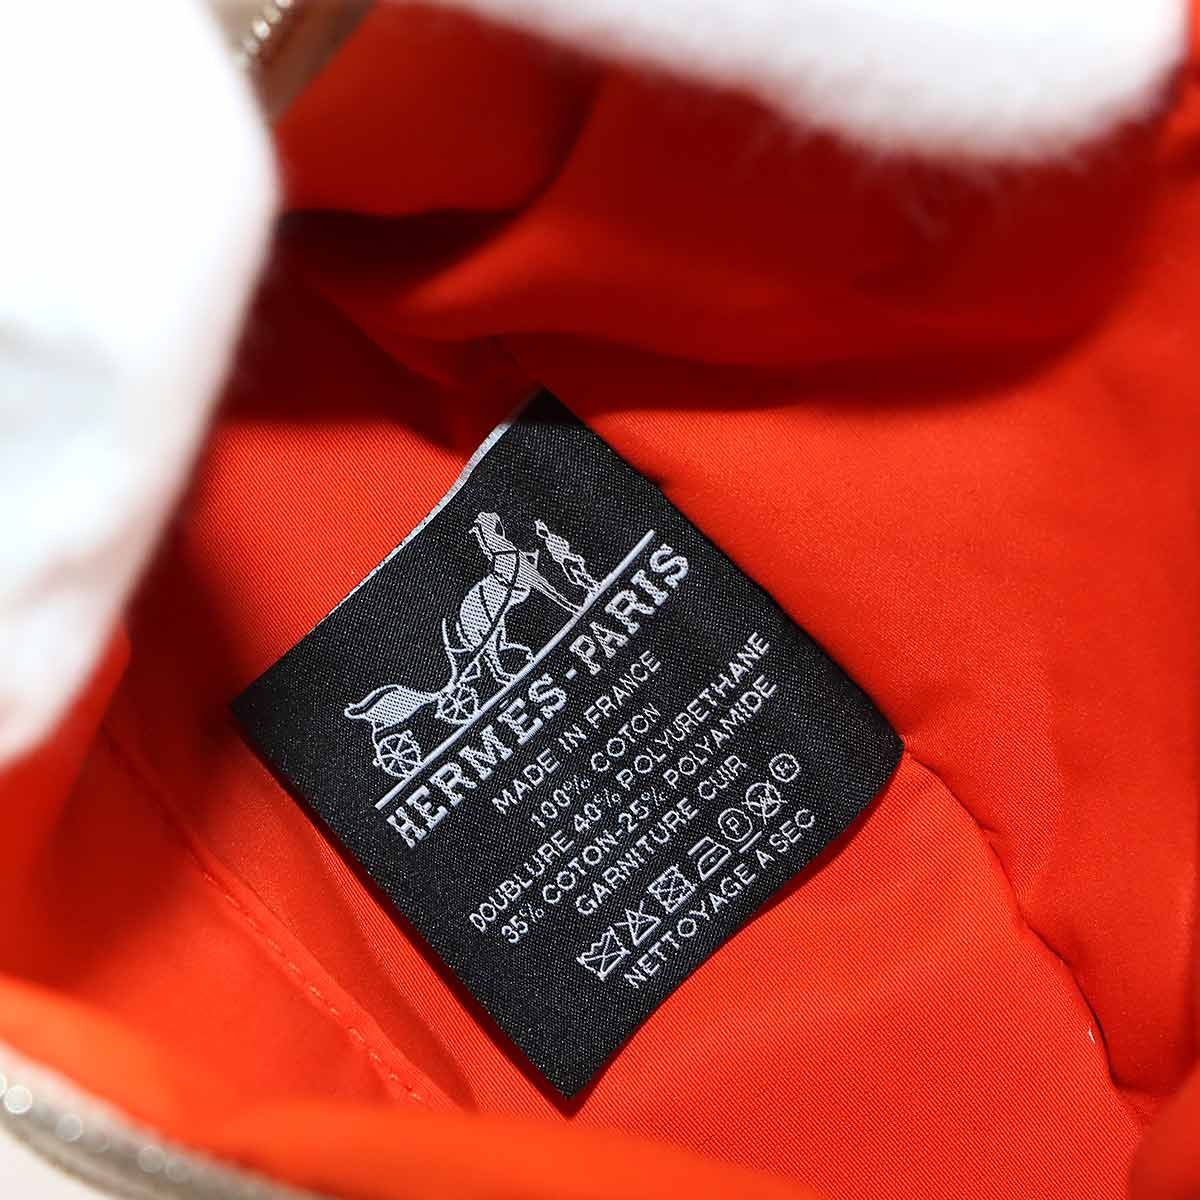 HERMES-PARIS
MADE IN FRANCE
100% COTON
DOUBLURE 40% POLYURETHANE
35% COTON-25% POLYAMIDE
GARNITURE CUIR
P
NETTOYAGE A SEC